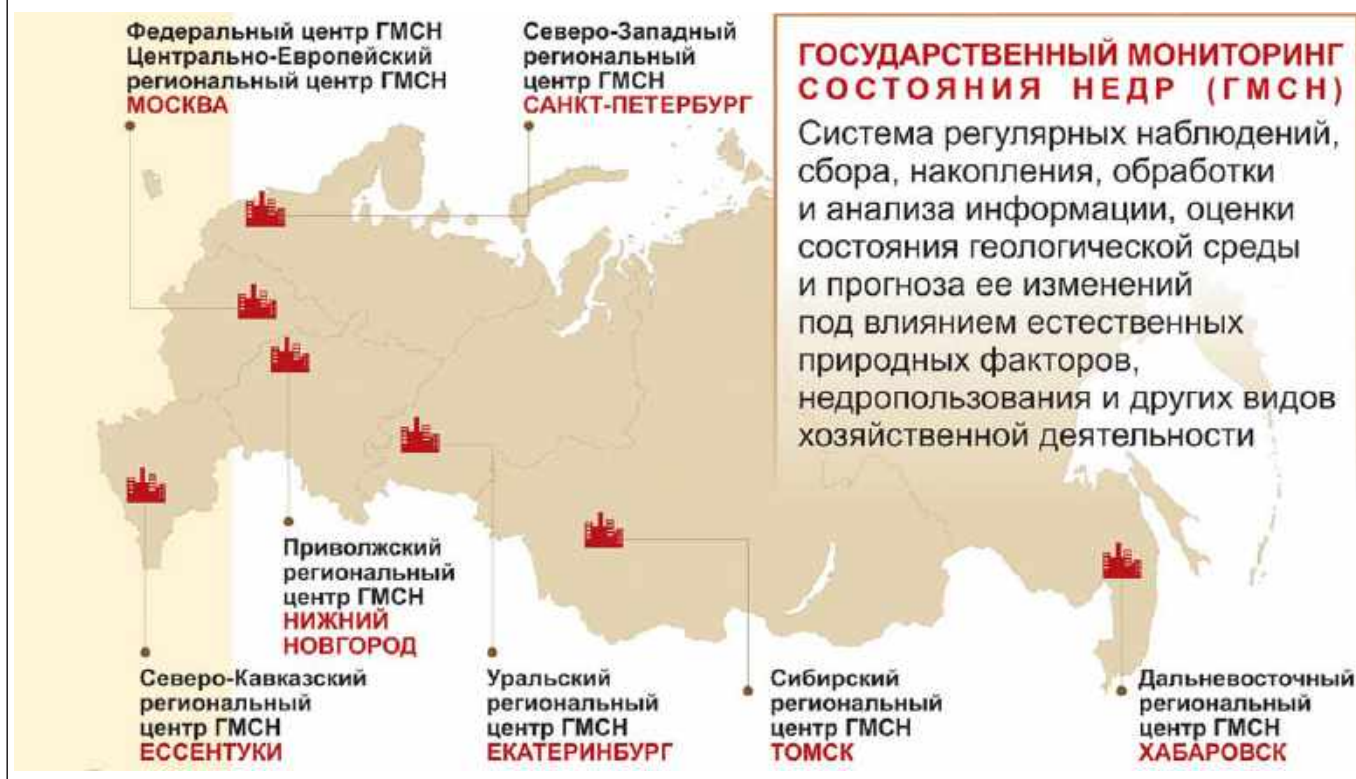 Федеральный центр ГМСН
Центрально-Европейский
региональный центр ГМСН
МОСКВА
Северо-Западный
региональный
центр ГМСН
САНКТ-ПЕТЕРБУРГ
ГОСУДАРСТВЕННЫЙ МОНИТОРИНГ
СОСТОЯНИЯ НЕДР (ГМСН)
Система регулярных наблюдений,
сбора, накопления, обработки
и анализа информации, оценки
состояния геологической среды
и прогноза ее изменений
под влиянием естественных
природных факторов,
недропользования и других видов
хозяйственной деятельности
Приволжский
региональный
центр ГМСН
НИЖНИЙ
НОВГОРОД
Северо-Кавказский
региональный
центр ГМСН
ЕССЕНТУКИ
Уральский
региональный
центр ГМСН
ЕКАТЕРИНБУРГ
Сибирский
региональный
центр ГМСН
ТОМСК
Дальневосточный
региональный
центр ГМСН
ХАБАРОВСК